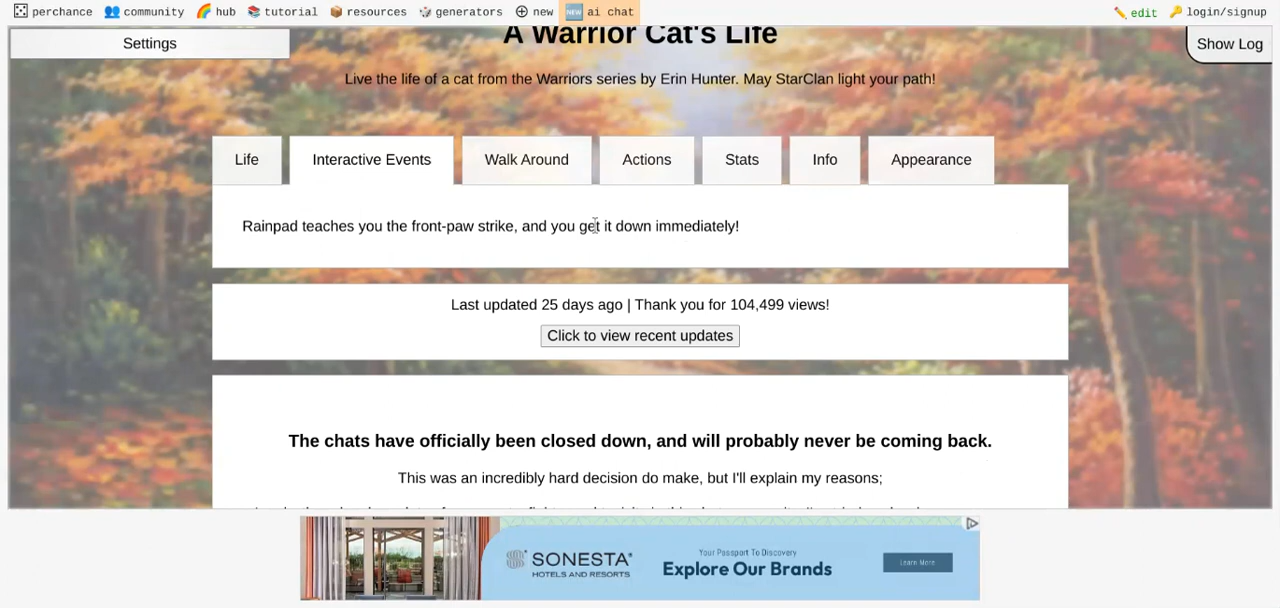 perchance community hub tutorial resources generators new NEW ai chat edit login/signup
Settings
A Warrior Cat's Life
Show Log
Live the life of a cat from the Warriors series by Erin Hunter. May StarClan light your path!
Life Interactive Events Walk Around Actions Stats Info Appearance
Rainpad teaches you the front-paw strike, and you get it down immediately!
Last updated 25 days ago | Thank you for 104,499 views!
Click to view recent updates
The chats have officially been closed down, and will probably never be coming back.
This was an incredibly hard decision do make, but I'll explain my reasons;
SONESTA
HOTELS AND RESORTS
Your Passport To Discovery
Explore Our Brands
Learn More